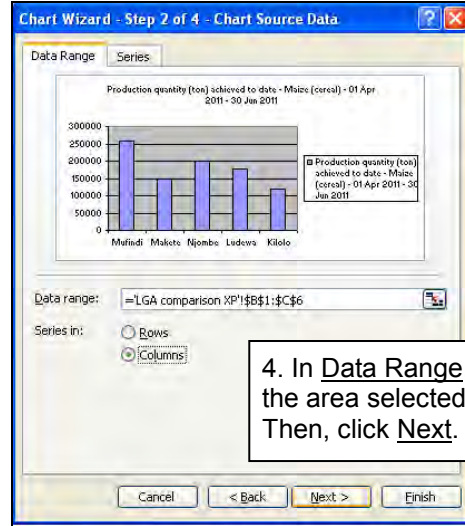 Chart Wizard - Step 2 of 4 - Chart Source Data
Data Range
Series
Production quantity (ton) achieved to date - Maize (cereal) - 01 Apr
2011 - 30 Jun 2011
300000
250000
200000
150000
100000
50000
0
Mufindi Makete Njombe Ludewa Kilolo
Production quantity (ton)
achieved to date - Maize
(cereal) - 01 Apr 2011 - 30
Jun 2011
Data range:
='LGA comparison XP'!$B$1:$C$6
Series in:
Rows
Columns
4. In Data Range
the area selected
Then, click Next.
Cancel
< Back
Next >
Finish